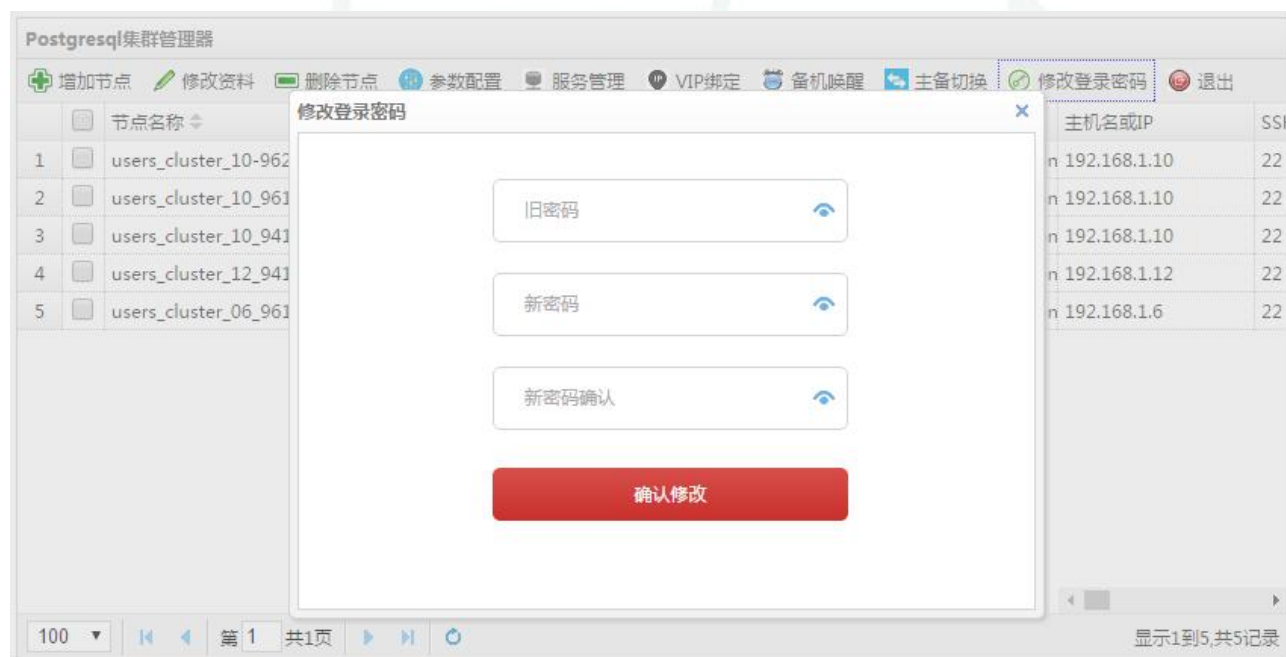 Postgresql集群管理器
增加节点 修改资料 删除节点 参数配置 服务管理 VIP绑定 备机唤醒 主备切换 修改登录密码 退出
修改登录密码
节点名称 主机名或IP SSH
1 users_cluster_10-962 n 192.168.1.10 22
2 users_cluster_10_961 n 192.168.1.10 22
3 users_cluster_10_941 n 192.168.1.10 22
4 users_cluster_12_941 n 192.168.1.12 22
5 users_cluster_06_961 n 192.168.1.6 22
旧密码
新密码
新密码确认
确认修改
100 第 1 共1页 显示1到5,共5记录